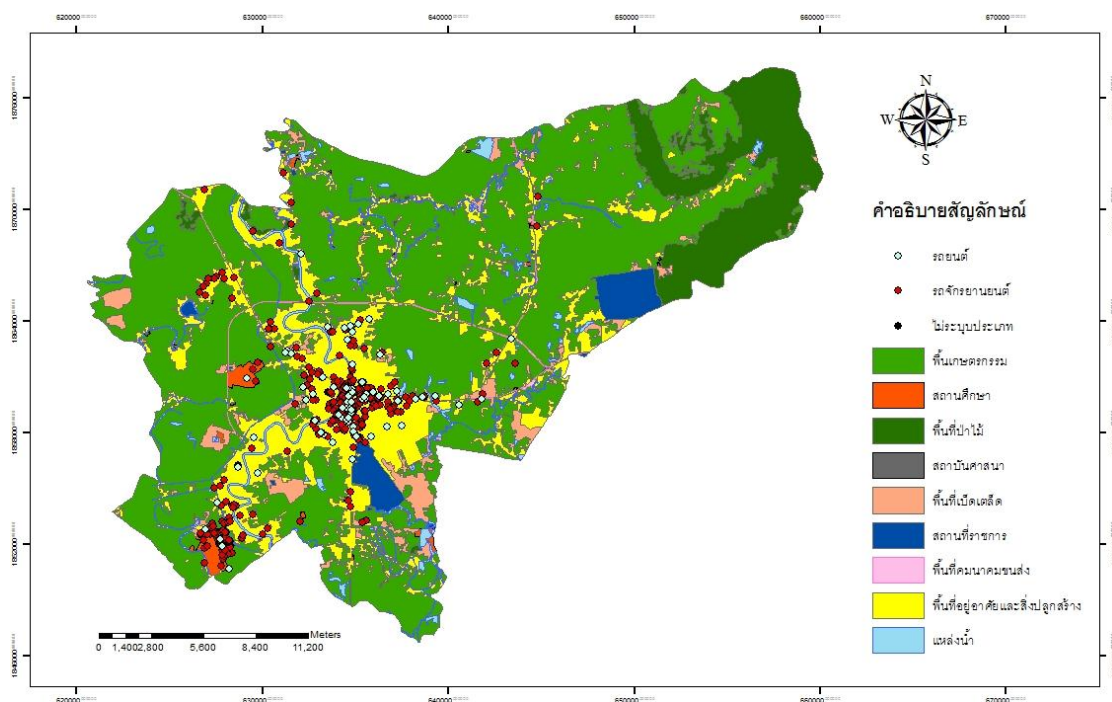 620000
630000
640000
650000
660000
670000
N
W E
S
คำอธิบายสัญลักษณ์
รถยนต์
รถจักรยานยนต์
ไม่ระบุประเภท
พื้นเกษตรกรรม
สถานศึกษา
พื้นที่ป่าไม้
สถาบันศาสนา
พื้นที่เบ็ดเตล็ด
สถานที่ราชการ
พื้นที่คมนาคมขนส่ง
พื้นที่อยู่อาศัยและสิ่งปลูกสร้าง
แหล่งน้ำ
Meters
0 1,400 2,800 5,600 8,400 11,200
620000
630000
640000
650000
660000
670000